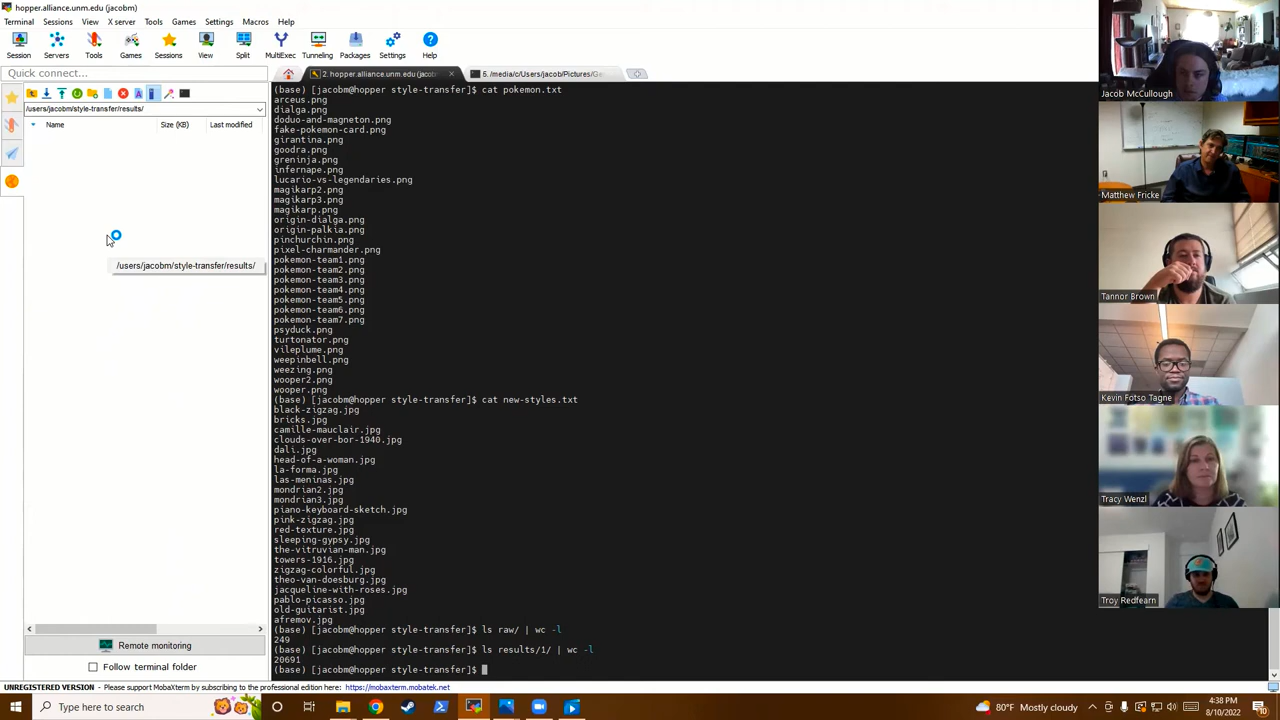 hopper.alliance.unm.edu (jacobm)
Terminal Sessions View X server Tools Games Settings Macros Help
Session Servers Tools Games Sessions View Split MultiExec Tunneling Packages Settings Help
Quick connect...
2. hopper.alliance.unm.edu (jacob
5. /media/c/Users/jacob/Pictures/Ge
/users/jacobm/style-transfer/results/
Name Size (KB) Last modified
/users/jacobm/style-transfer/results/
Remote monitoring
Follow terminal folder
(base) [jacobm@hopper style-transfer]$ cat pokemon.txt
arceus.png
dialga.png
doduo-and-magneton.png
fake-pokemon-card.png
girantina.png
goodra.png
greninja.png
infernape.png
lucario-vs-legendaries.png
magikarp2.png
magikarp3.png
magikarp.png
origin-dialga.png
origin-palkia.png
pinchurchin.png
pixel-charmander.png
pokemon-team1.png
pokemon-team2.png
pokemon-team3.png
pokemon-team4.png
pokemon-team5.png
pokemon-team6.png
pokemon-team7.png
psyduck.png
turtonator.png
vileplume.png
weepinbell.png
weezing.png
wooper2.png
wooper.png
(base) [jacobm@hopper style-transfer]$ cat new-styles.txt
black-zigzag.jpg
bricks.jpg
camille-mauclair.jpg
clouds-over-bor-1940.jpg
dali.jpg
head-of-a-woman.jpg
la-forma.jpg
las-meninas.jpg
mondrian2.jpg
mondrian3.jpg
piano-keyboard-sketch.jpg
pink-zigzag.jpg
red-texture.jpg
sleeping-gypsy.jpg
the-vitruvian-man.jpg
towers-1916.jpg
zigzag-colorful.jpg
theo-van-doesburg.jpg
jacqueline-with-roses.jpg
pablo-picasso.jpg
old-guitarist.jpg
afremov.jpg
(base) [jacobm@hopper style-transfer]$ ls raw/ | wc -l
249
(base) [jacobm@hopper style-transfer]$ ls results/1/ | wc -l
20691
(base) [jacobm@hopper style-transfer]$
Jacob McCullough
Matthew Fricke
Tannor Brown
Kevin Fotso Tagne
Tracy Wenzl
Troy Redfearn
UNREGISTERED VERSION - Please support MobaXterm by subscribing to the professional edition here: https://mobaxterm.mobatek.net
Type here to search
80°F Mostly cloudy
4:38 PM
8/10/2022
10